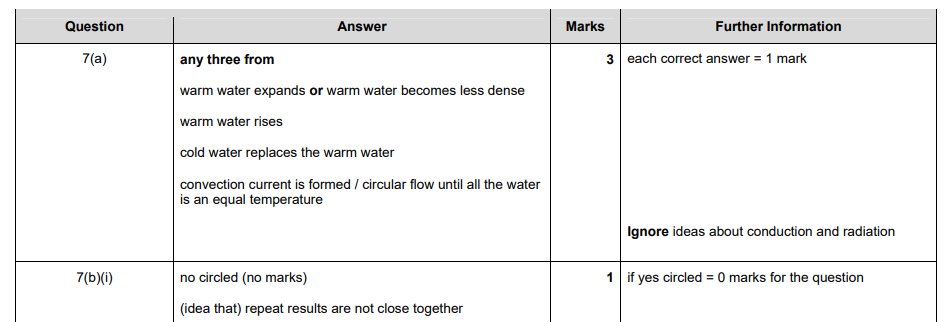 Question Answer Marks Further Information
7(a) any three from 3 each correct answer = 1 mark
warm water expands or warm water becomes less dense
warm water rises
cold water replaces the warm water
convection current is formed / circular flow until all the water
is an equal temperature
Ignore ideas about conduction and radiation
7(b)(i) no circled (no marks) 1 if yes circled = 0 marks for the question
(idea that) repeat results are not close together